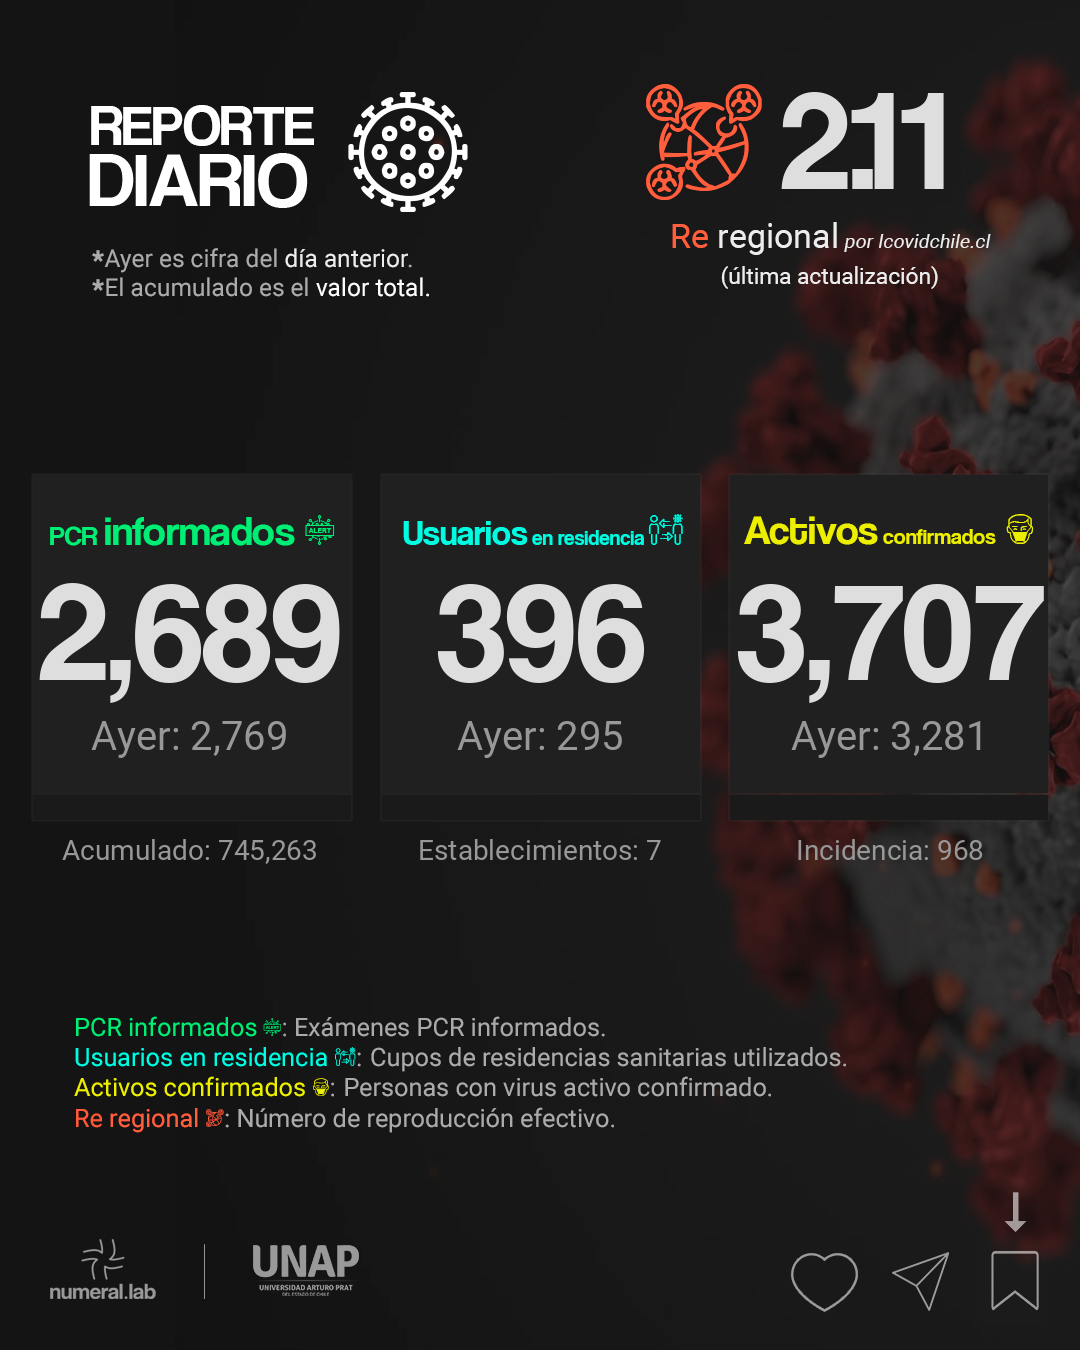 REPORTE
DIARIO
*Ayer es cifra del día anterior.
*El acumulado es el valor total.
2.11
Re regional por Icovidchile.cl
(última actualización)
PCR informados
ALERT
2,689
Ayer: 2,769
Acumulado: 745,263
Usuarios en residencia
396
Ayer: 295
Establecimientos: 7
Activos confirmados
3,707
Ayer: 3,281
Incidencia: 968
PCR informados : Exámenes PCR informados.
Usuarios en residencia : Cupos de residencias sanitarias utilizados.
Activos confirmados : Personas con virus activo confirmado.
Re regional : Número de reproducción efectivo.
numeral.lab
UNAP
UNIVERSIDAD ARTURO PRAT
DEL ESTADO DE CHILE